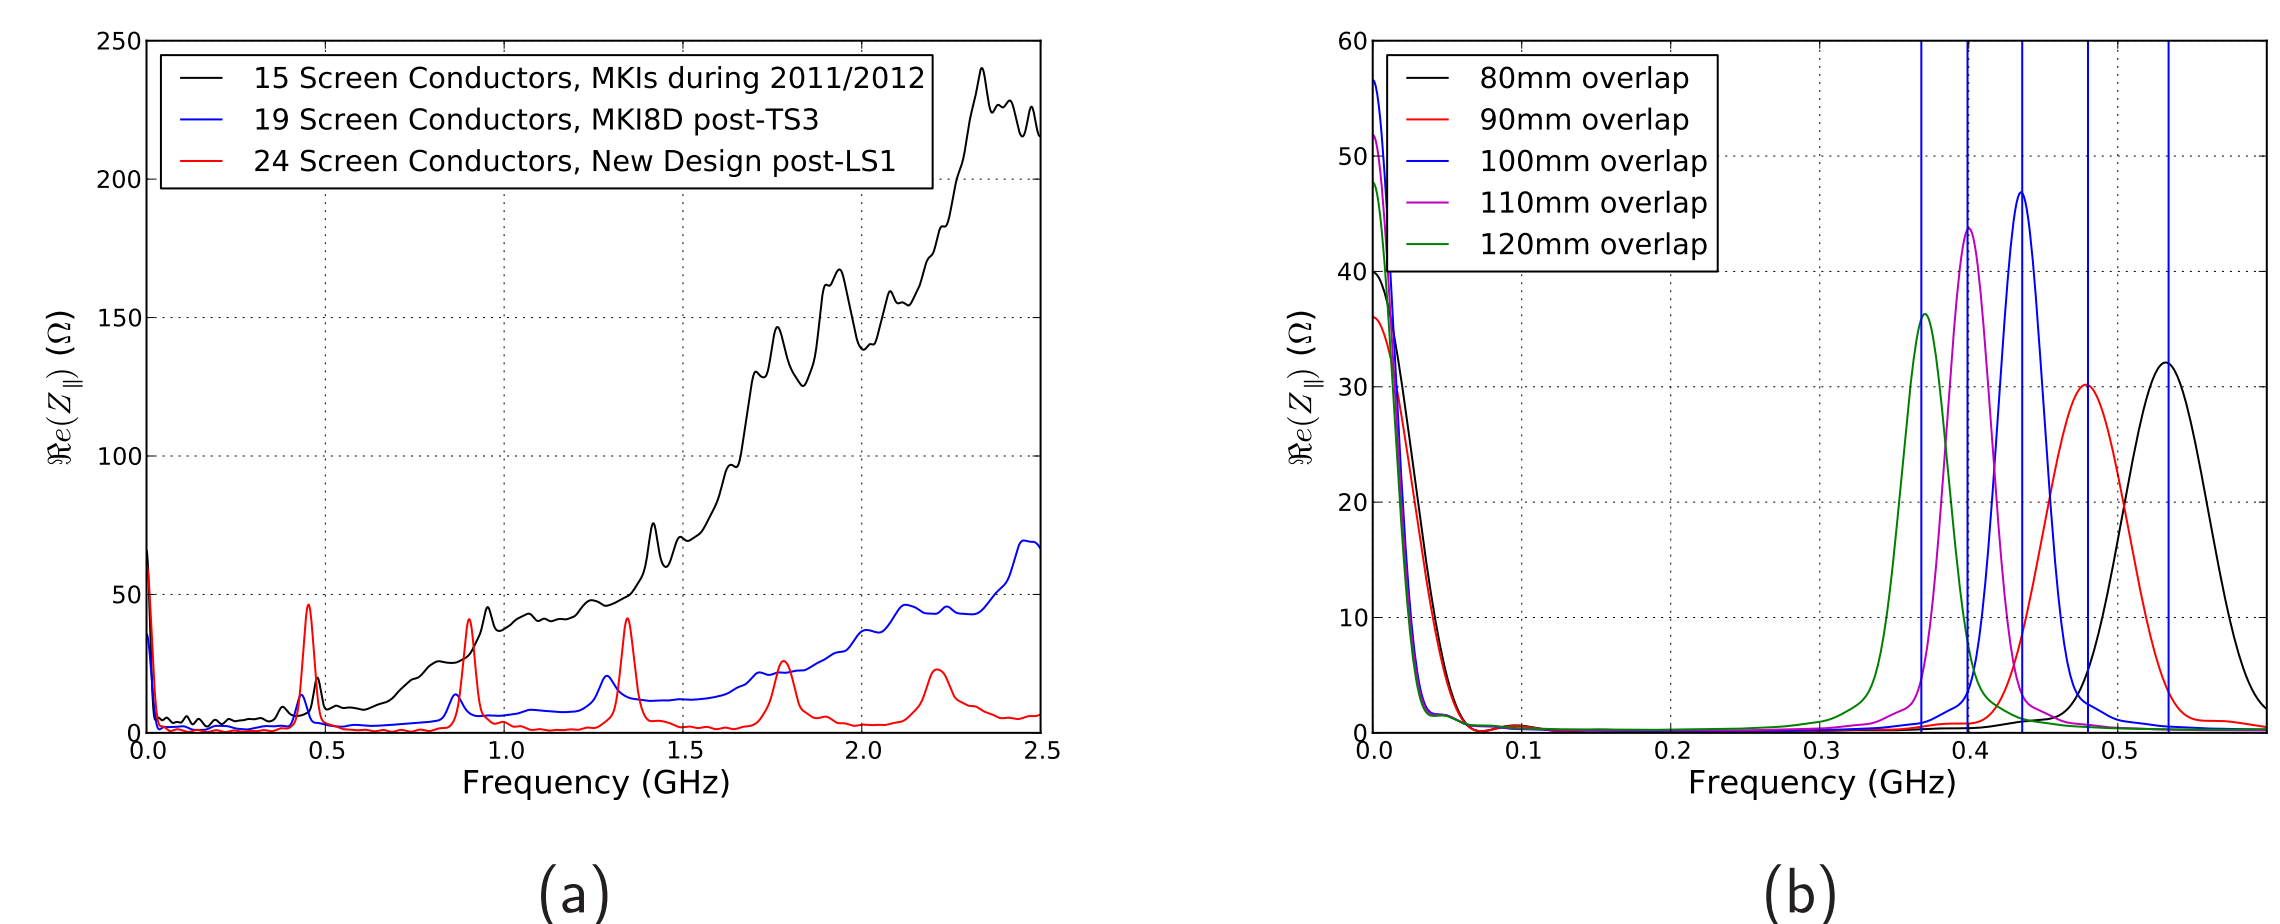 250
200
150
100
50
0
ℜe(Z∥) (Ω)
15 Screen Conductors, MKIs during 2011/2012
19 Screen Conductors, MKI8D post-TS3
24 Screen Conductors, New Design post-LS1
0.0 0.5 1.0 1.5 2.0 2.5
Frequency (GHz)
(a)
60
50
40
30
20
10
0
ℜe(Z∥) (Ω)
80mm overlap
90mm overlap
100mm overlap
110mm overlap
120mm overlap
0.0 0.1 0.2 0.3 0.4 0.5
Frequency (GHz)
(b)